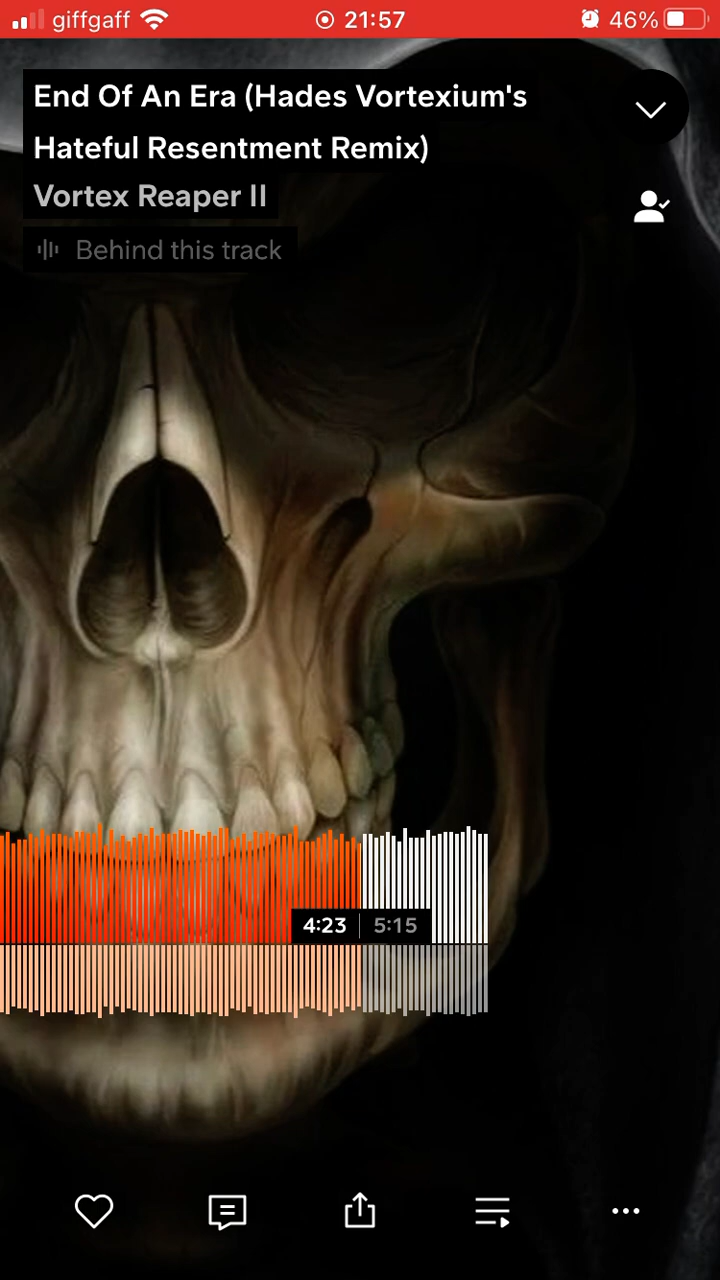 giffgaff 21:57 46%
End Of An Era (Hades Vortexium's
Hateful Resentment Remix)
Vortex Reaper II
Behind this track
4:23 | 5:15